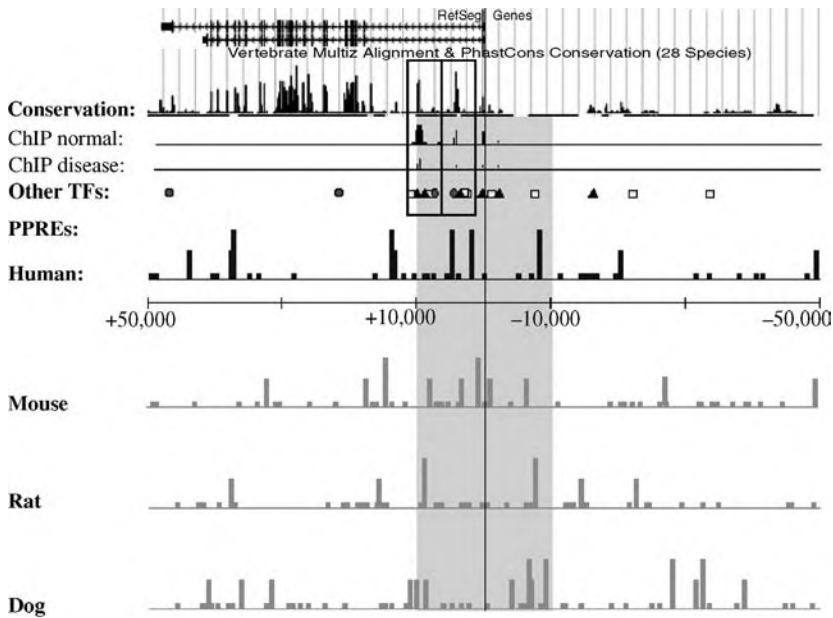 RefSeg Genes
Vertebrate Multiz Alignment & PhastCons Conservation (28 Species)
Conservation:
ChIP normal:
ChIP disease:
Other TFs:
PPREs:
Human:
+50,000 +10,000 -10,000 -50,000
Mouse
Rat
Dog